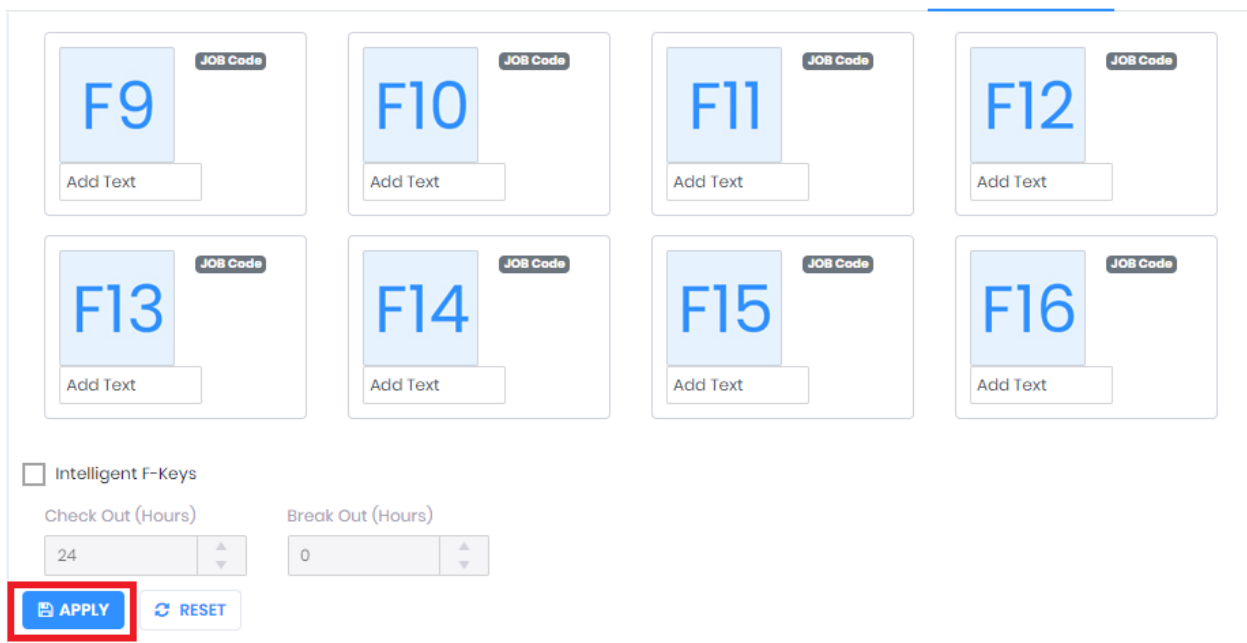 JOB Code JOB Code JOB Code JOB Code
F9 F10 F11 F12
Add Text Add Text Add Text Add Text
JOB Code JOB Code JOB Code JOB Code
F13 F14 F15 F16
Add Text Add Text Add Text Add Text
Intelligent F-Keys
Check Out (Hours) Break Out (Hours)
24 0
APPLY RESET